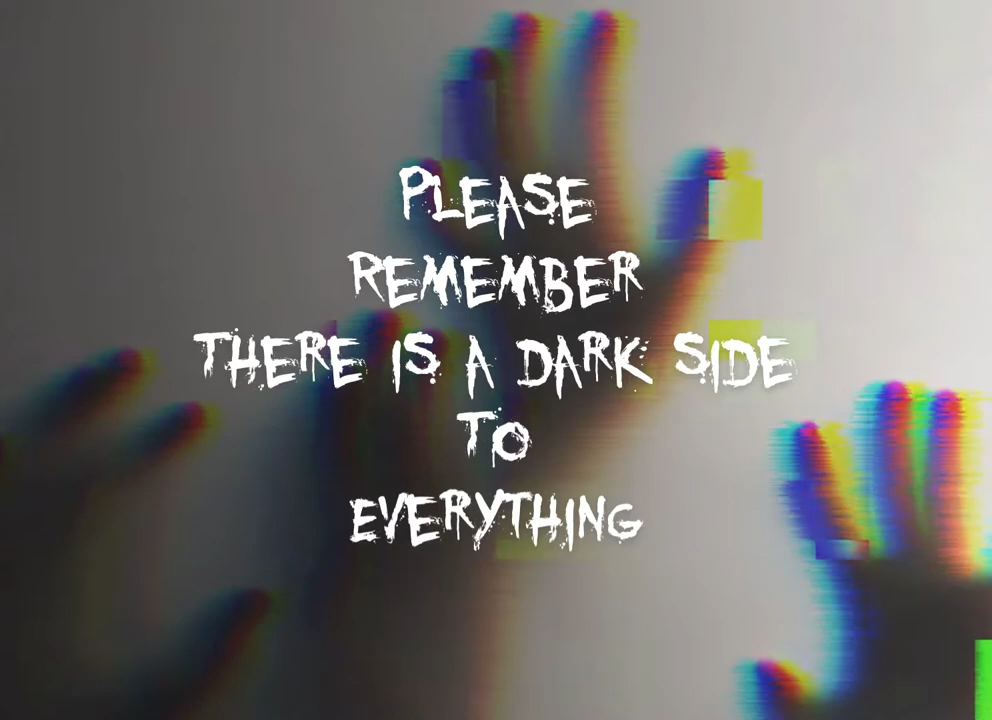 PLEASE
REMEMBER
THERE IS A DARK SIDE
TO
EVERYTHING